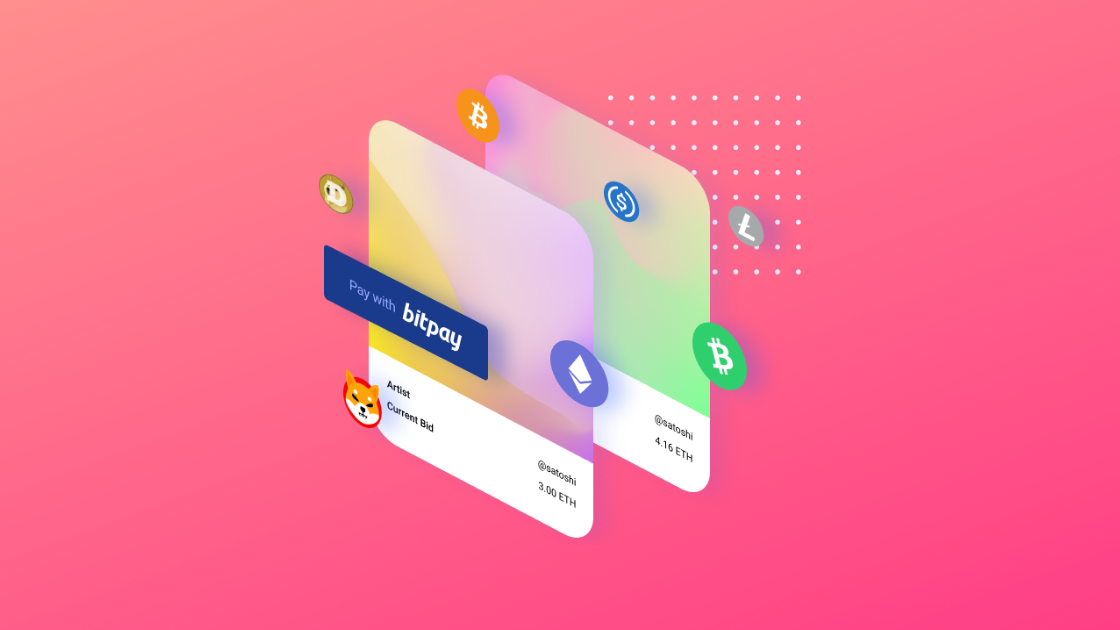 Pay with bitpay
Artist
Current Bid
@satoshi
3.00 ETH
@satoshi
4.16 ETH